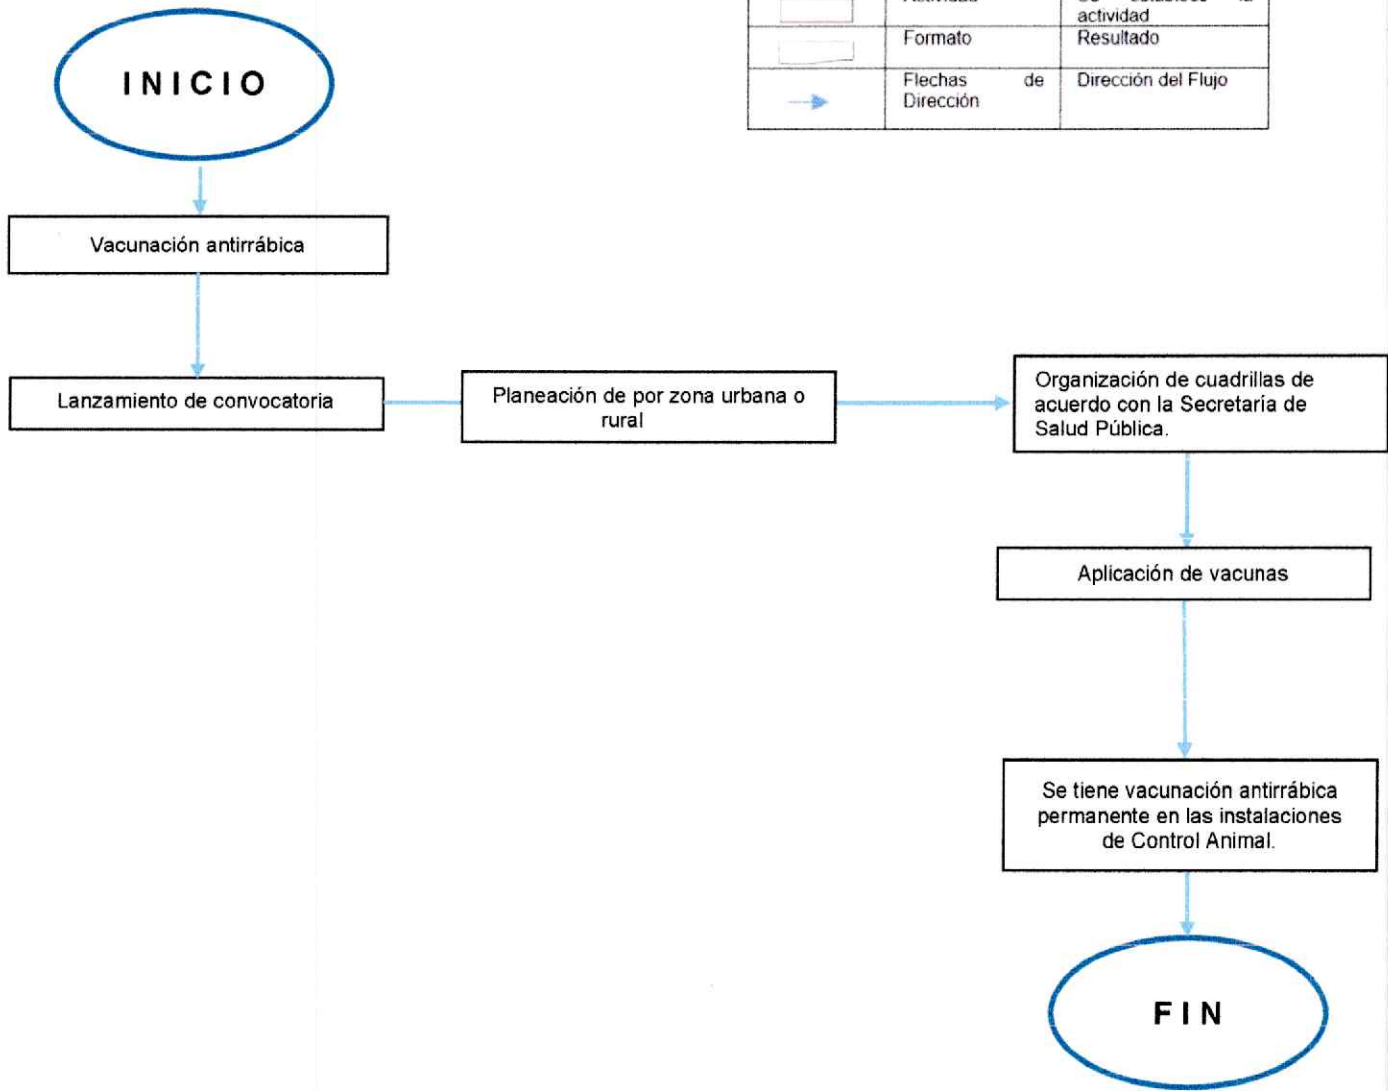 actividad
Formato Resultado
Flechas de Dirección del Flujo
Dirección
INICIO
Vacunación antirrábica
Lanzamiento de convocatoria
Planeación de por zona urbana o
rural
Organización de cuadrillas de
acuerdo con la Secretaría de
Salud Pública.
Aplicación de vacunas
Se tiene vacunación antirrábica
permanente en las instalaciones
de Control Animal.
FIN